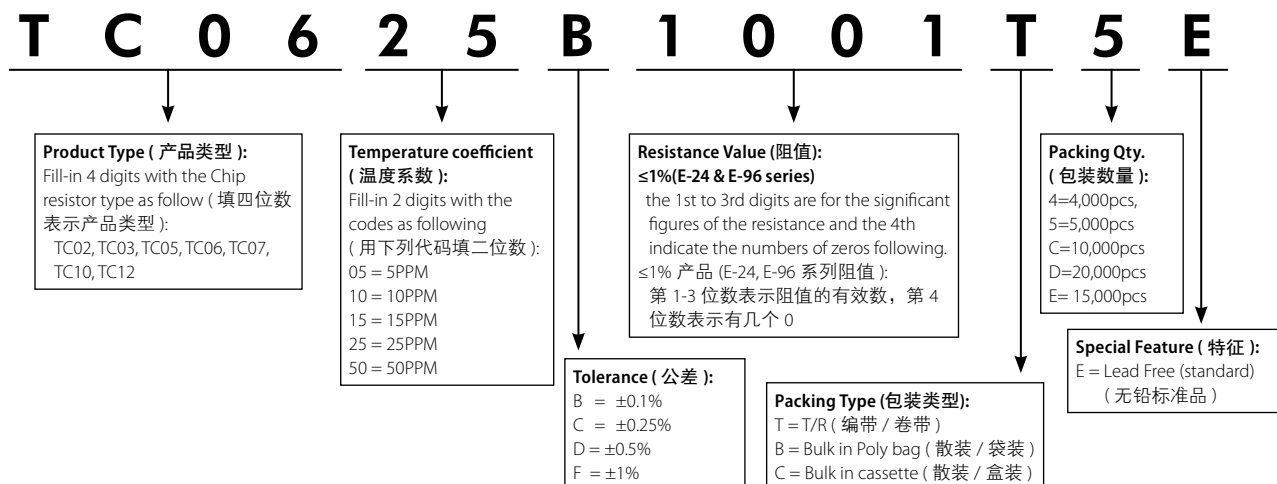 T C 0 6 2 5 B 1 0 0 1 T 5 E
Product Type ( 产品类型 ):
Fill-in 4 digits with the Chip
resistor type as follow ( 填四位数
表示产品类型 ):
TC02, TC03, TC05, TC06, TC07,
TC10, TC12
Temperature coefficient
( 温度系数 ):
Fill-in 2 digits with the
codes as following
( 用下列代码填二位数 ):
05 = 5PPM
10 = 10PPM
15 = 15PPM
25 = 25PPM
50 = 50PPM
Tolerance ( 公差 ):
B = ±0.1%
C = ±0.25%
D = ±0.5%
F = ±1%
Resistance Value (阻值):
≤1%(E-24 & E-96 series)
the 1st to 3rd digits are for the significant
figures of the resistance and the 4th
indicate the numbers of zeros following.
≤1% 产品 (E-24, E-96 系列阻值 ):
第 1-3 位数表示阻值的有效数，第 4
位数表示有几个 0
Packing Type (包装类型):
T = T/R ( 编带 / 卷带 )
B = Bulk in Poly bag ( 散装 / 袋装 )
C = Bulk in cassette ( 散装 / 盒装 )
Packing Qty.
( 包装数量 ):
4=4,000pcs,
5=5,000pcs
C=10,000pcs
D=20,000pcs
E= 15,000pcs
Special Feature ( 特征 ):
E = Lead Free (standard)
( 无铅标准品 )